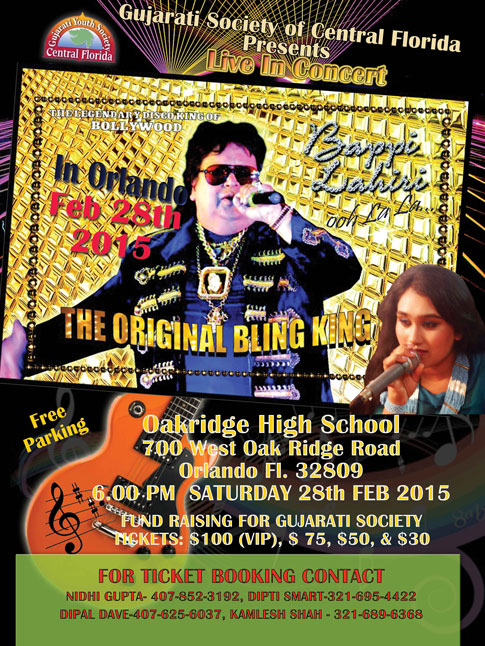 Gujarati Youth Society
Central Florida
Gujarati Society of Central Florida
Presents
Live In Concert
THE LEGENDARY DISCO KING OF
BOLLYWOOD
Bappi
Lahiri
ooh La La...
In Orlando
Feb 28th
2015
THE ORIGINAL BLING KING
Free
Parking
Oakridge High School
700 West Oak Ridge Road
Orlando Fl. 32809
6.00 PM SATURDAY 28th FEB 2015
FUND RAISING FOR GUJARATI SOCIETY
TICKETS: $100 (VIP), $ 75, $50, & $30
FOR TICKET BOOKING CONTACT
NIDHI GUPTA- 407-852-3192, DIPTI SMART-321-695-4422
DIPAL DAVE-407-625-6037, KAMLESH SHAH - 321-689-6368